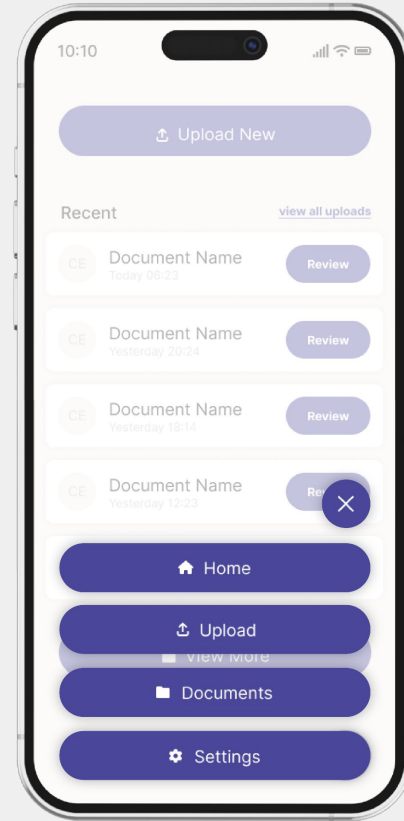 10:10
Upload New
Recent
view all uploads
CE
Document Name
Today 06:23
Review
CE
Document Name
Yesterday 20:24
Review
CE
Document Name
Yesterday 18:14
Review
CE
Document Name
Yesterday 12:23
Home
Upload
View More
Documents
Settings